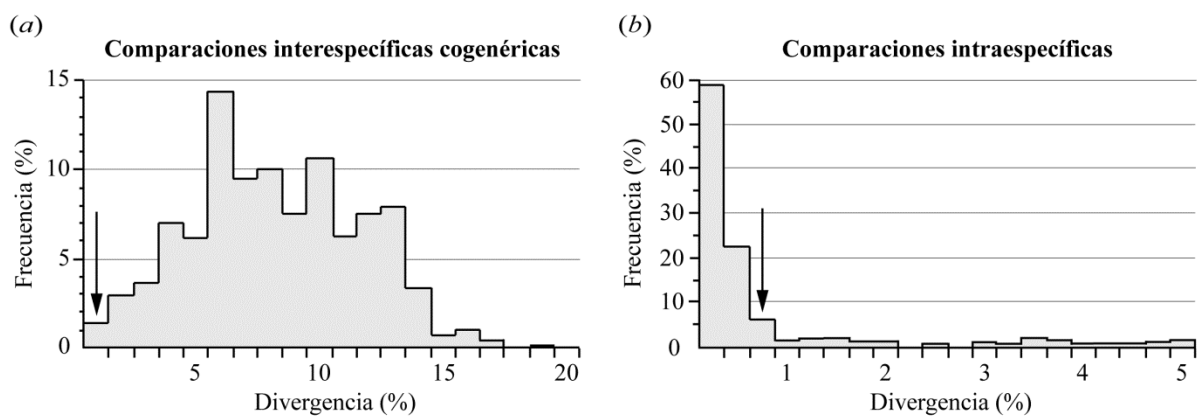 (a)
Comparaciones interespecíficas cogenéricas
Frecuencia (%)
15
10
5
0
5 10 15 20
Divergencia (%)
(b)
Comparaciones intraespecíficas
Frecuencia (%)
60
50
40
30
20
10
0
1 2 3 4 5
Divergencia (%)